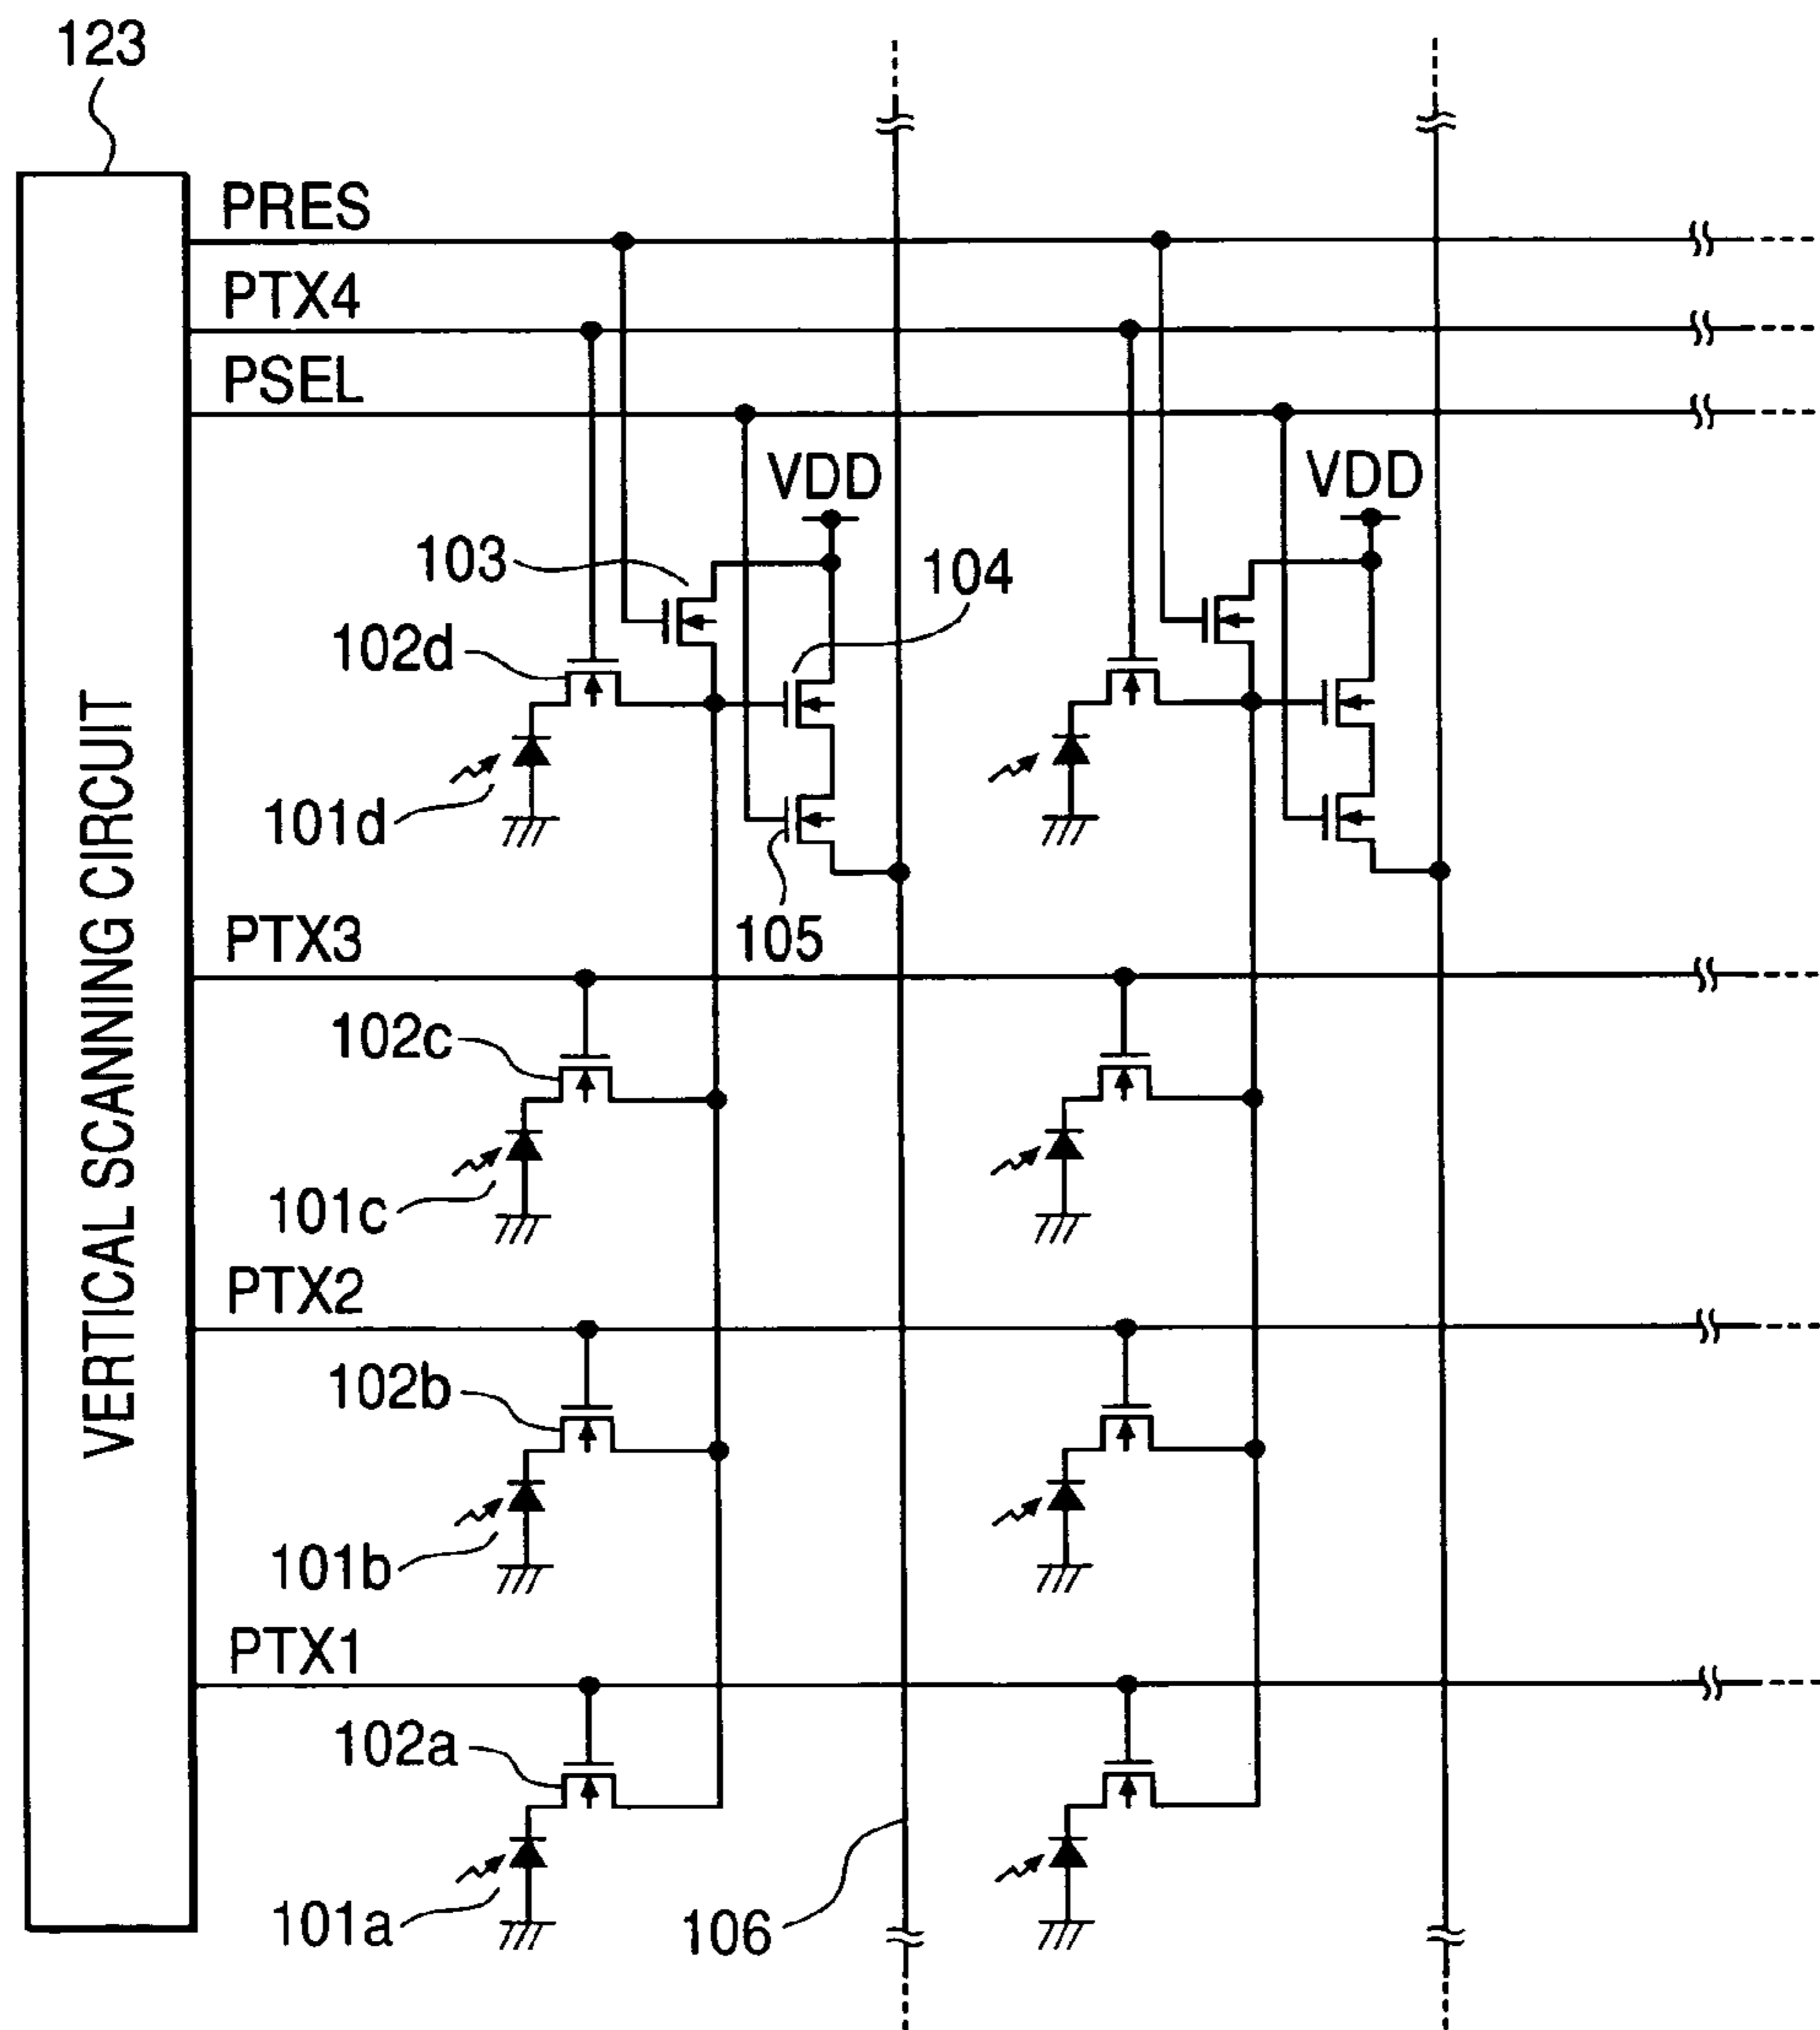 123
PRES
PTX4
PSEL
VDD
VDD
103
104
102d
101d
105
PTX3
102c
101c
PTX2
102b
101b
PTX1
102a
101a
106
VERTICAL SCANNING CIRCUIT